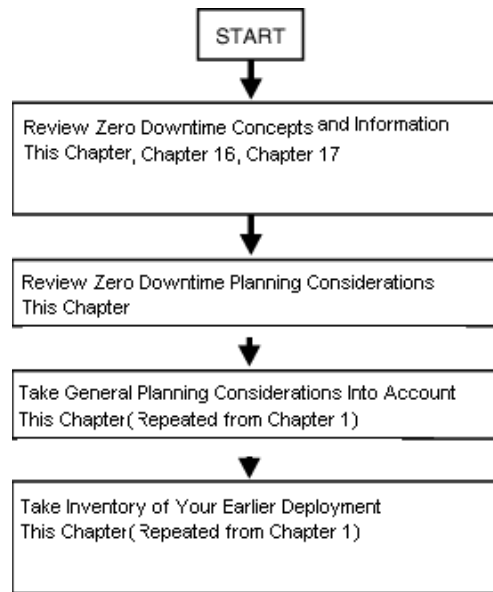 START
Review Zero Downtime Concepts and Information
This Chapter, Chapter 16, Chapter 17
Review Zero Downtime Planning Considerations
This Chapter
Take General Planning Considerations Into Account
This Chapter(Repeated from Chapter 1)
Take Inventory of Your Earlier Deployment
This Chapter(Repeated from Chapter 1)